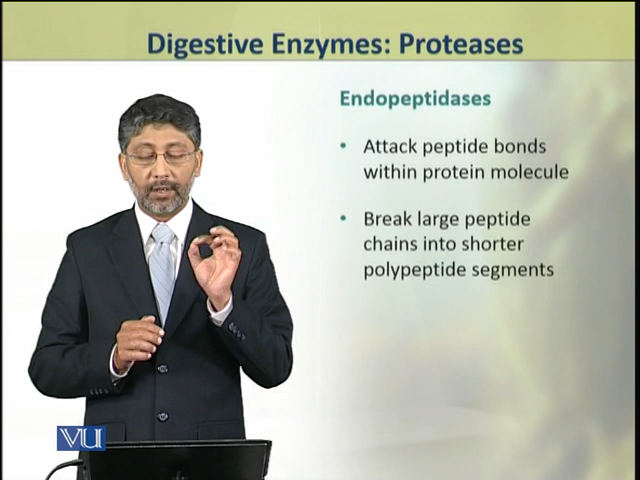 Digestive Enzymes: Proteases
Endopeptidases
• Attack peptide bonds
within protein molecule
• Break large peptide
chains into shorter
polypeptide segments
VU